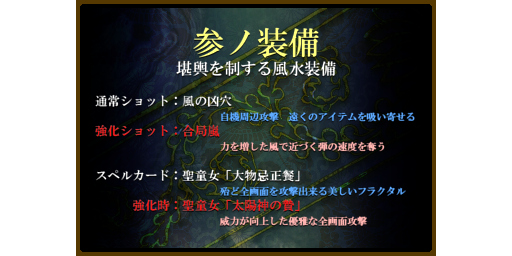 参ノ装備
堪輿を制する風水装備
通常ショット：風の凶穴
自機周辺攻撃　遠くのアイテムを吸い寄せる
強化ショット：合局風
力を増した風で近づく弾の速度を奪う
スペルカード：聖童女「大物忌正餐」
殆ど全画面を攻撃出来る美しいフラクタル
強化時：聖童女「太陽神の贄」
威力が向上した優雅な全画面攻撃